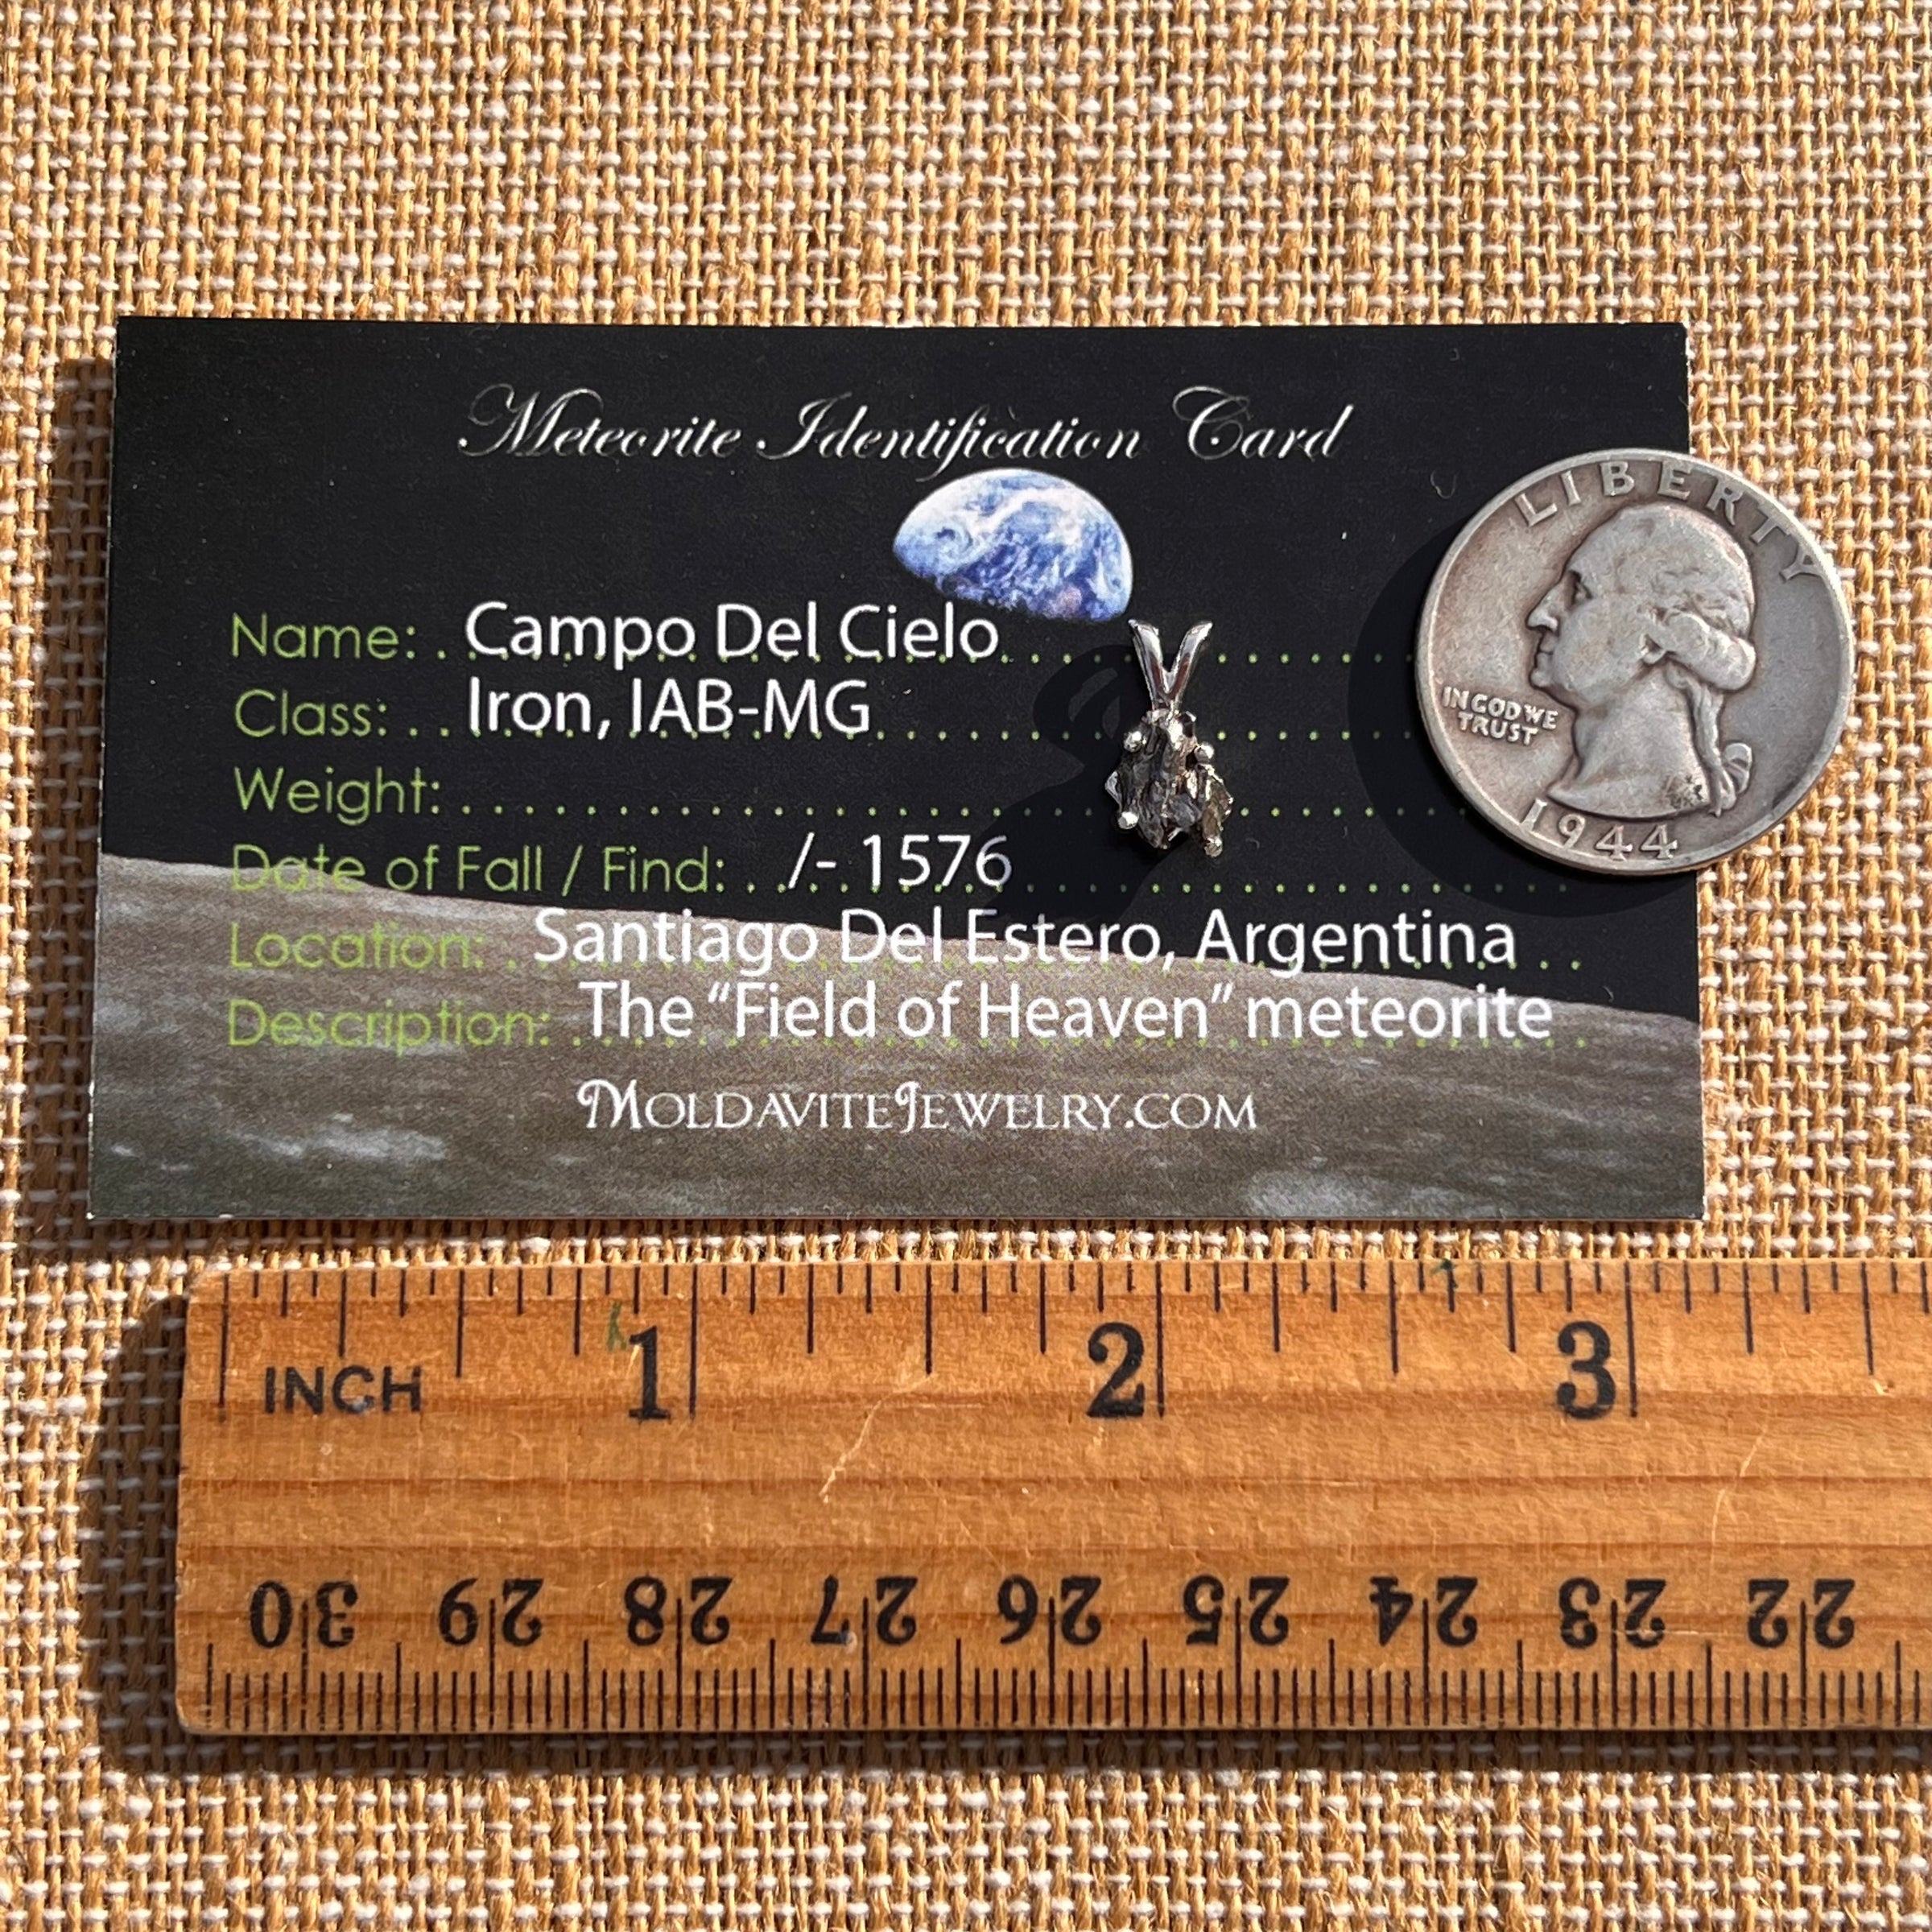 Meteorite Identification Card
Name: Campo Del Cielo
Class: Iron, IAB-MG
Weight:
Date of Fall / Find: /- 1576
Location: Santiago Del Estero, Argentina
Description: The “Field of Heaven” meteorite
MOLDAVITEJEWELRY.COM
LIBERTY
IN GOD WE
TRUST
1944
1 2 3
INCH
30 29 28 27 26 25 24 23 22